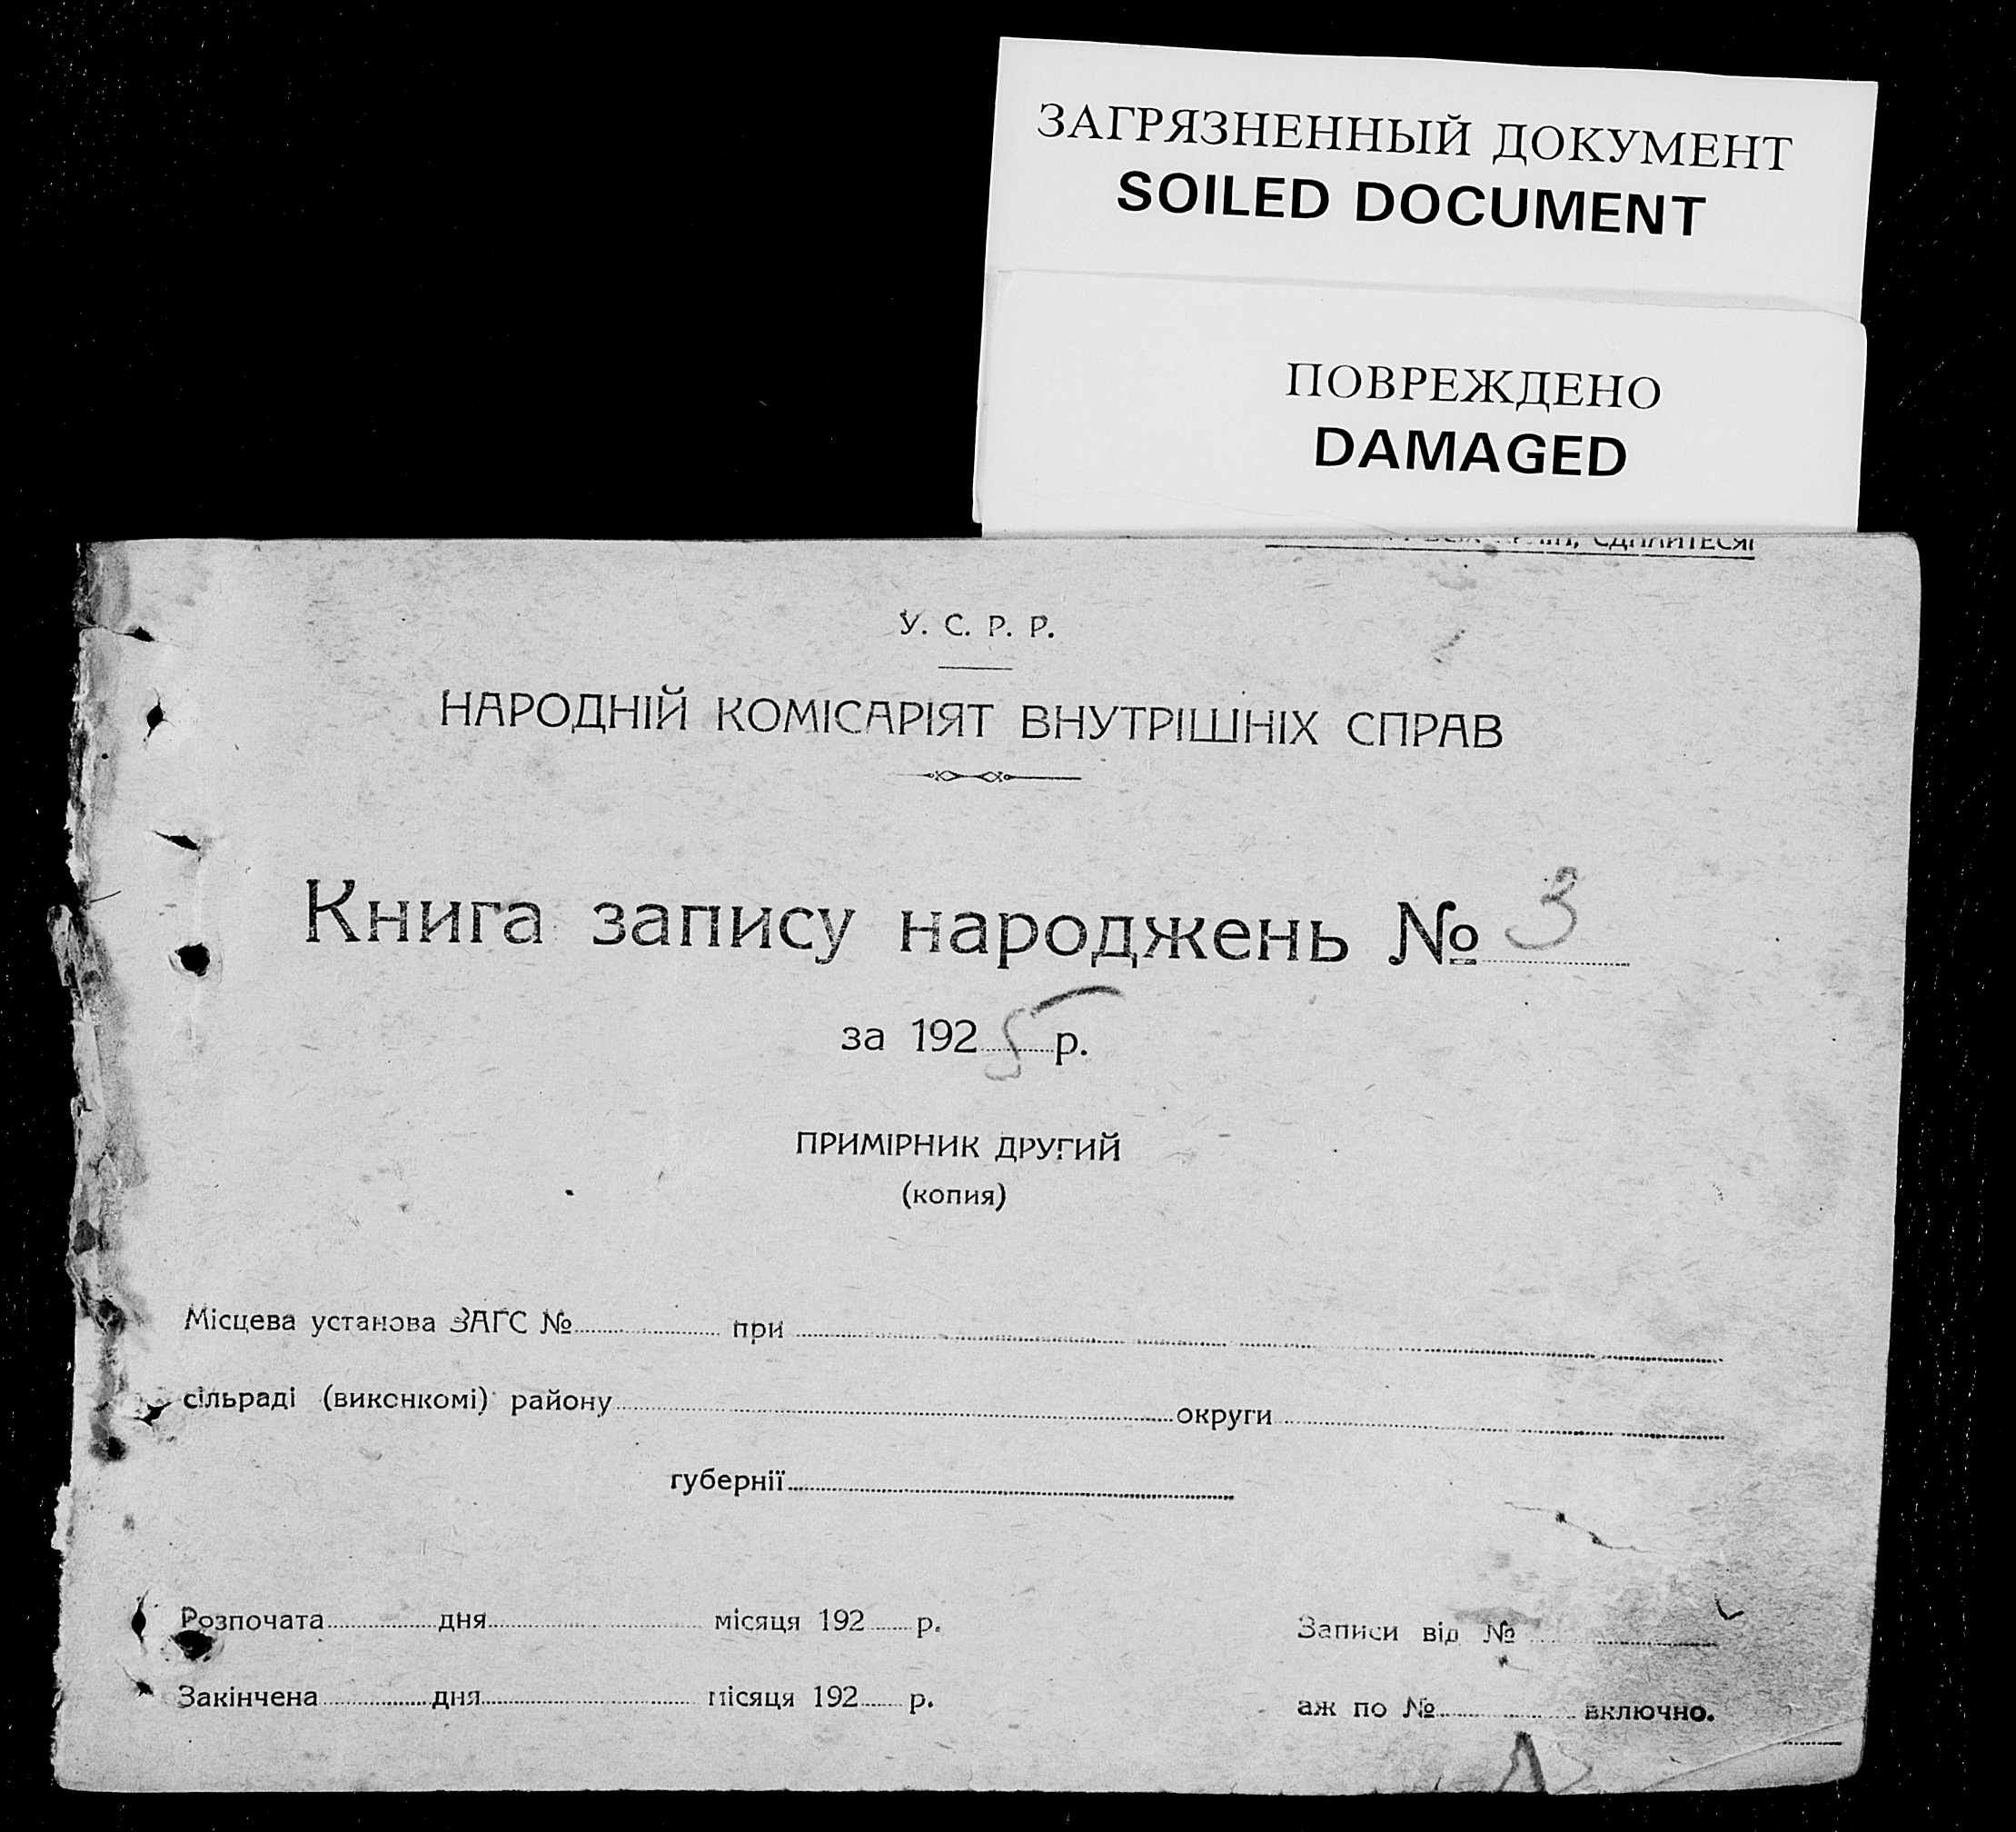 ЗАГРЯЗНЕННЫЙ ДОКУМЕНТ
SOILED DOCUMENT
ПОВРЕЖДЕНО
DAMAGED
ЄДНАЙТЕСЯ!
У. С. Р. Р.
НАРОДНІЙ КОМІСАРІЯТ ВНУТРІШНІХ СПРАВ
Книга запису народжень № 3
за 1925 р.
ПРИМІРНИК ДРУГИЙ
(копия)
Місцева установа ЗАГС № при
сільраді (виконкомі) району округи
губернії
Розпочата дня місяця 192 р. Записи від №
Закінчена дня місяця 192 р. аж по № включно.